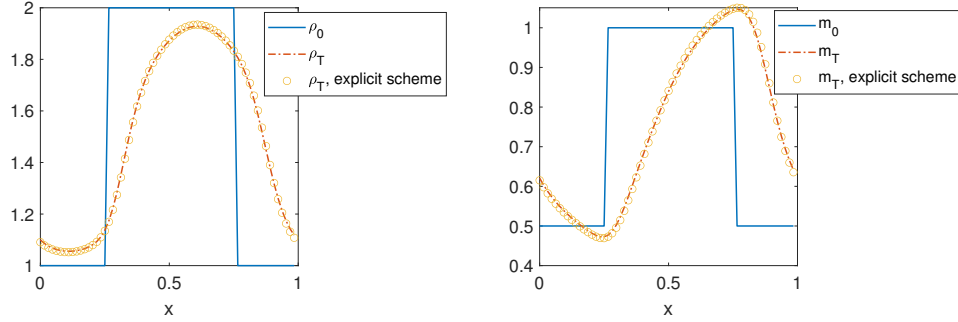 2
1.8
1.6
1.4
1.2
1
0
0.5
1
x
ρ0
ρT
ρT, explicit scheme
1
0.9
0.8
0.7
0.6
0.5
0.4
0
0.5
1
x
m0
mT
mT, explicit scheme